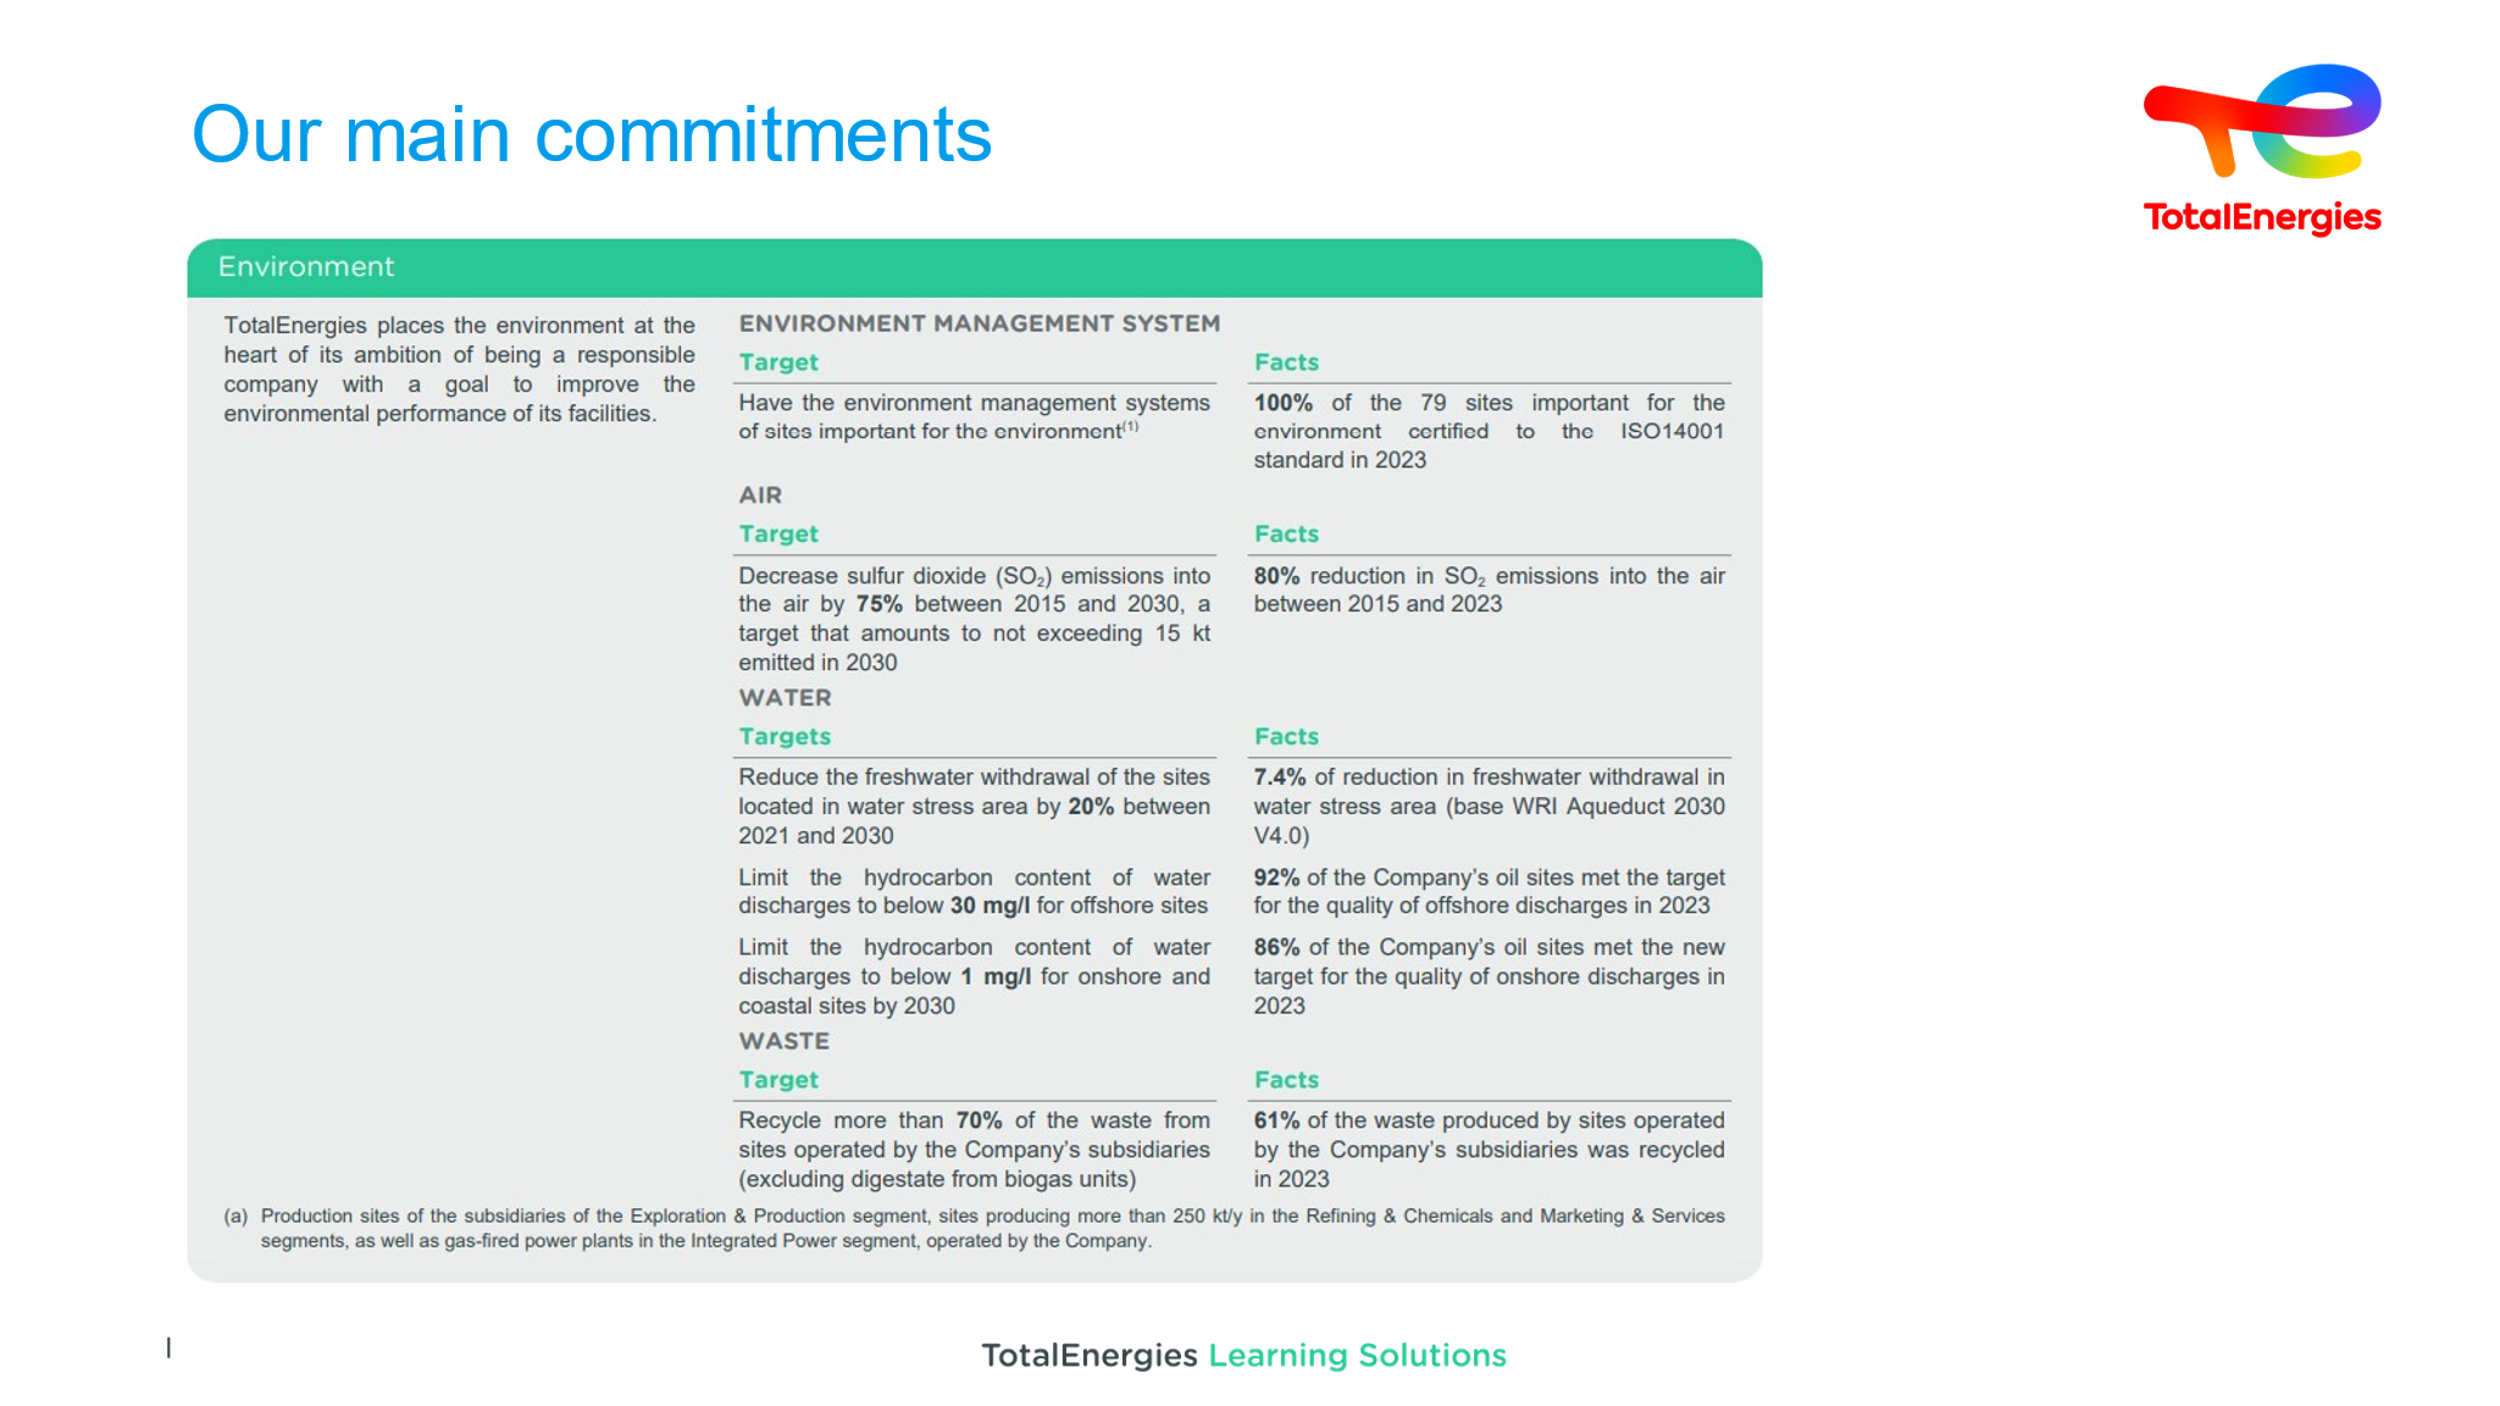 Our main commitments
TotalEnergies
Environment
TotalEnergies places the environment at the
heart of its ambition of being a responsible
company with a goal to improve the
environmental performance of its facilities.
ENVIRONMENT MANAGEMENT SYSTEM
Target
Have the environment management systems
of sites important for the environment(1)
Facts
100% of the 79 sites important for the
environment certified to the ISO14001
standard in 2023
AIR
Target
Decrease sulfur dioxide (SO₂) emissions into
the air by 75% between 2015 and 2030, a
target that amounts to not exceeding 15 kt
emitted in 2030
Facts
80% reduction in SO₂ emissions into the air
between 2015 and 2023
WATER
Targets
Facts
Reduce the freshwater withdrawal of the sites
located in water stress area by 20% between
2021 and 2030
7.4% of reduction in freshwater withdrawal in
water stress area (base WRI Aqueduct 2030
V4.0)
Limit the hydrocarbon content of water
discharges to below 30 mg/l for offshore sites
92% of the Company's oil sites met the target
for the quality of offshore discharges in 2023
Limit the hydrocarbon content of water
discharges to below 1 mg/l for onshore and
coastal sites by 2030
86% of the Company's oil sites met the new
target for the quality of onshore discharges in
2023
WASTE
Target
Recycle more than 70% of the waste from
sites operated by the Company's subsidiaries
(excluding digestate from biogas units)
Facts
61% of the waste produced by sites operated
by the Company's subsidiaries was recycled
in 2023
(a) Production sites of the subsidiaries of the Exploration & Production segment, sites producing more than 250 kt/y in the Refining & Chemicals and Marketing & Services
segments, as well as gas-fired power plants in the Integrated Power segment, operated by the Company.
|
TotalEnergies Learning Solutions